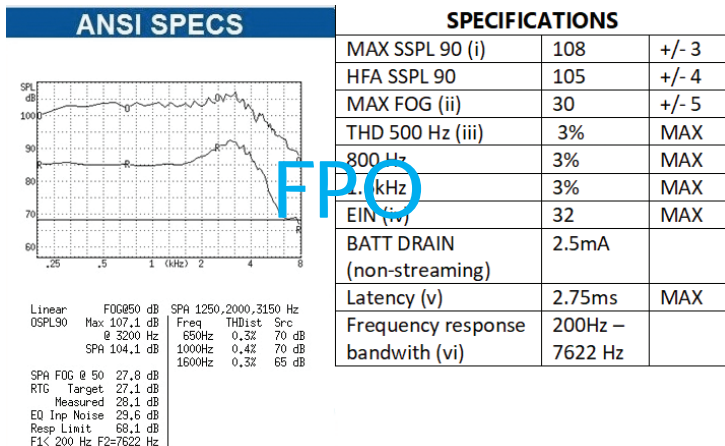 ANSI SPECS
SPL
dB
100
90
80
70
60
.25 .5 1 (kHz) 2 4 8
Linear FOG@50 dB
OSPL90 Max 107.1 dB
@ 3200 Hz
SPA 104.1 dB
SPA FOG @ 50 27.8 dB
RTG Target 27.1 dB
Measured 28.1 dB
EQ Inp Noise 29.6 dB
Resp Limit 68.1 dB
F1< 200 Hz F2=7622 Hz
SPA 1250,2000,3150 Hz
Freq THDist Src
650Hz 0.3% 70 dB
1000Hz 0.4% 70 dB
1600Hz 0.3% 65 dB
SPECIFICATIONS
MAX SSPL 90 (i) 108 +/- 3
HFA SSPL 90 105 +/- 4
MAX FOG (ii) 30 +/- 5
THD 500 Hz (iii) 3% MAX
800 Hz 3% MAX
1.6kHz 3% MAX
EIN (iv) 32 MAX
BATT DRAIN 2.5mA
(non-streaming)
Latency (v) 2.75ms MAX
Frequency response 200Hz –
bandwith (vi) 7622 Hz
FPO